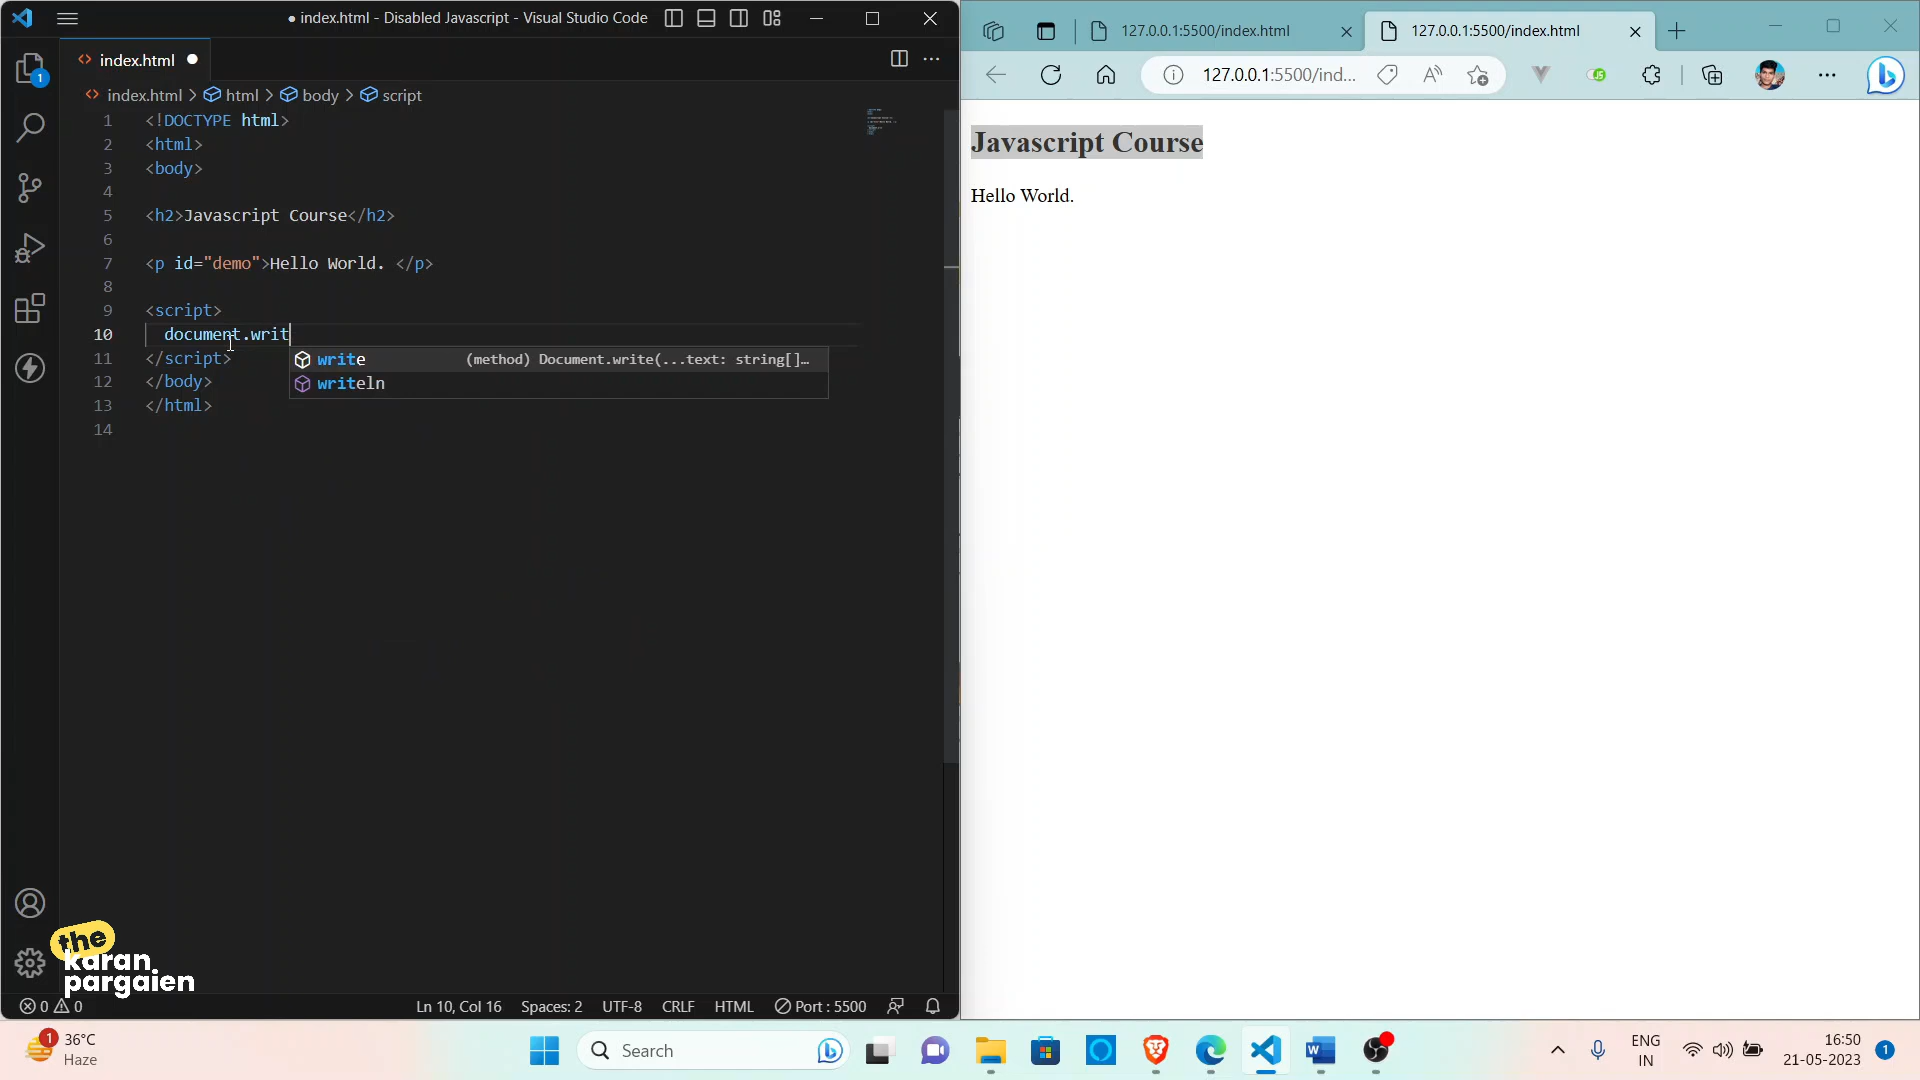 index.html - Disabled Javascript - Visual Studio Code
index.html
index.html > html > body > script
1 <!DOCTYPE html>
2 <html>
3 <body>
4
5 <h2>Javascript Course</h2>
6
7 <p id="demo">Hello World. </p>
8
9 <script>
10 document.writ
11 </script>
12 </body>
13 </html>
14
write (method) Document.write(...text: string[]...
writeln
1
the
karan
pargaien
0 0 Ln 10, Col 16 Spaces: 2 UTF-8 CRLF HTML Port : 5500
127.0.0.1:5500/index.html
127.0.0.1:5500/index.html
127.0.0.1:5500/ind...
Javascript Course
Hello World.
1
36°C
Haze
Search
ENG
IN
16:50
21-05-2023
1